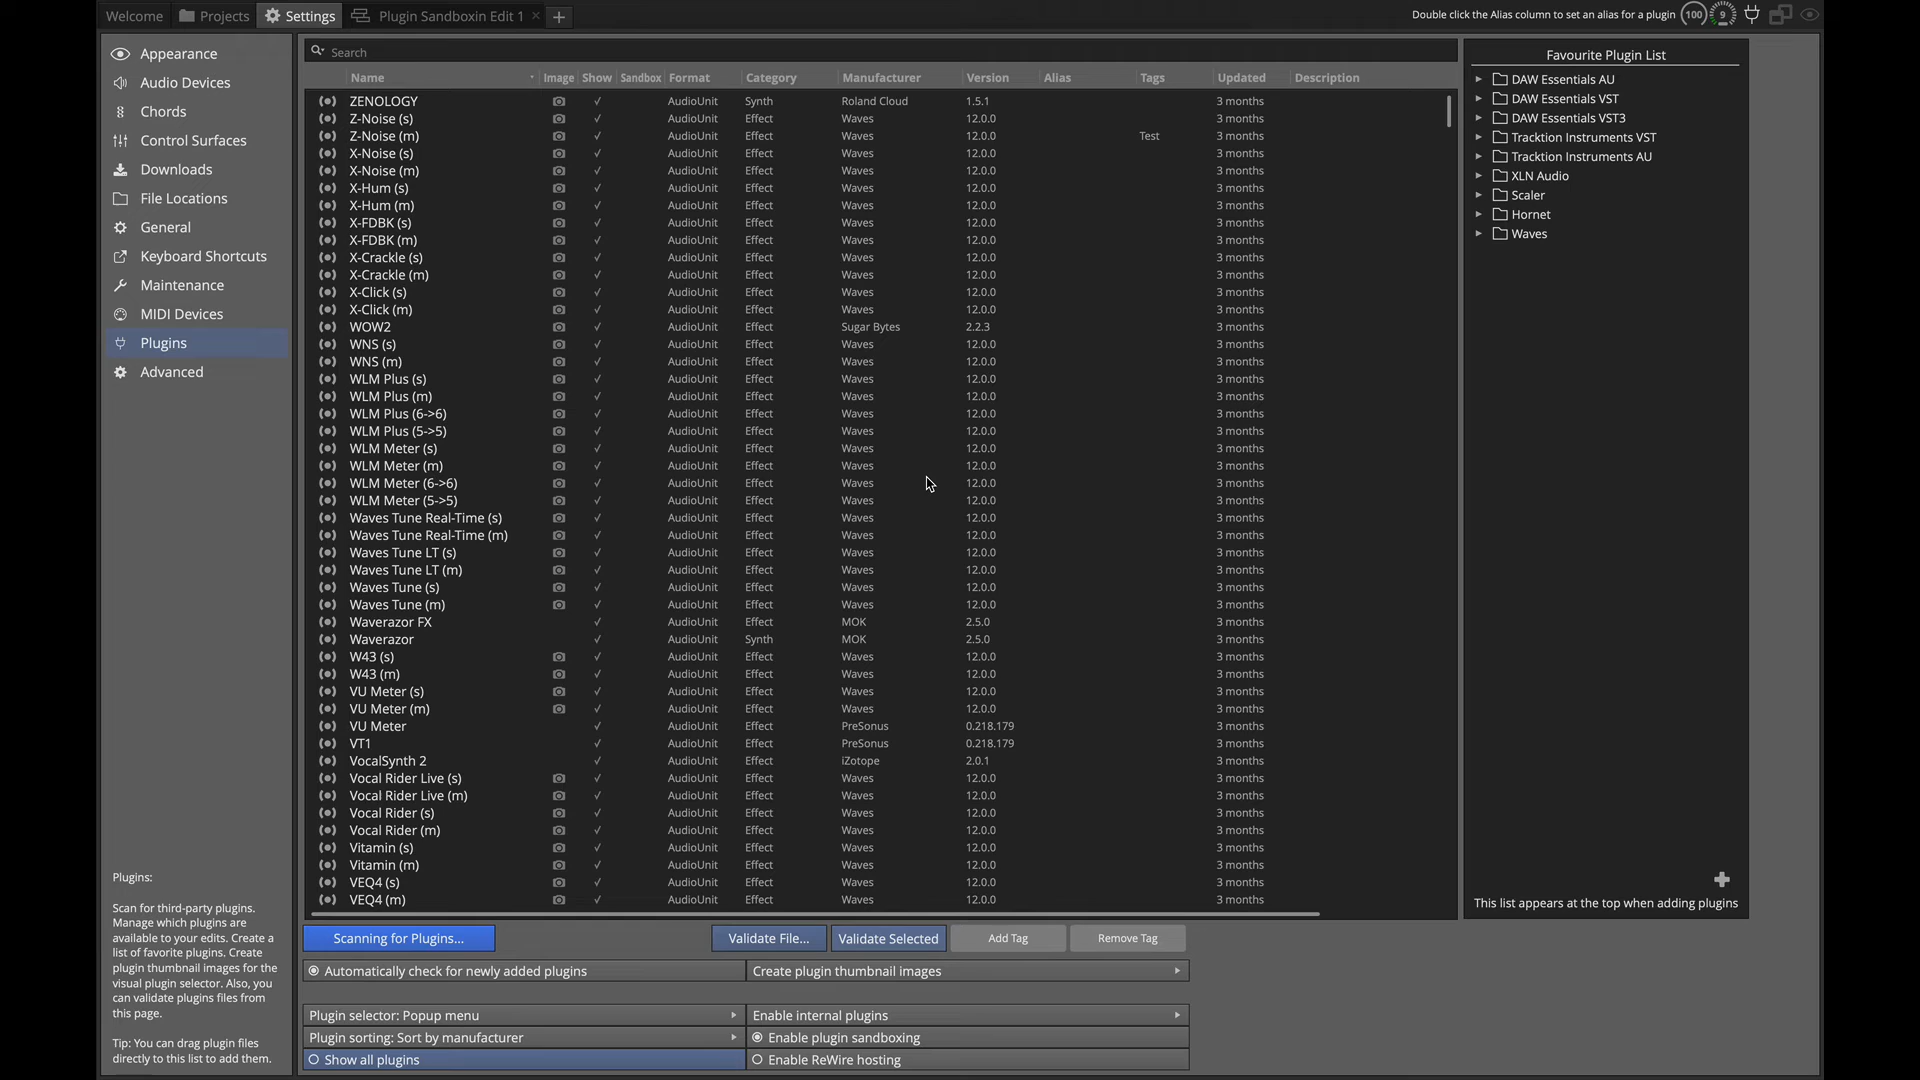 Welcome Projects Settings Plugin Sandboxin Edit 1 × + Double click the Alias column to set an alias for a plugin 100 9
Appearance
Audio Devices
Chords
Control Surfaces
Downloads
File Locations
General
Keyboard Shortcuts
Maintenance
MIDI Devices
Plugins
Advanced
Plugins:
Scan for third-party plugins.
Manage which plugins are
available to your edits. Create a
list of favorite plugins. Create
plugin thumbnail images for the
visual plugin selector. Also, you
can validate plugins files from
this page.
Tip: You can drag plugin files
directly to this list to add them.
Search
Name Image Show Sandbox Format Category Manufacturer Version Alias Tags Updated Description
ZENOLOGY AudioUnit Synth Roland Cloud 1.5.1 3 months
Z-Noise (s) AudioUnit Effect Waves 12.0.0 3 months
Z-Noise (m) AudioUnit Effect Waves 12.0.0 Test 3 months
X-Noise (s) AudioUnit Effect Waves 12.0.0 3 months
X-Noise (m) AudioUnit Effect Waves 12.0.0 3 months
X-Hum (s) AudioUnit Effect Waves 12.0.0 3 months
X-Hum (m) AudioUnit Effect Waves 12.0.0 3 months
X-FDBK (s) AudioUnit Effect Waves 12.0.0 3 months
X-FDBK (m) AudioUnit Effect Waves 12.0.0 3 months
X-Crackle (s) AudioUnit Effect Waves 12.0.0 3 months
X-Crackle (m) AudioUnit Effect Waves 12.0.0 3 months
X-Click (s) AudioUnit Effect Waves 12.0.0 3 months
X-Click (m) AudioUnit Effect Waves 12.0.0 3 months
WOW2 AudioUnit Effect Sugar Bytes 2.2.3 3 months
WNS (s) AudioUnit Effect Waves 12.0.0 3 months
WNS (m) AudioUnit Effect Waves 12.0.0 3 months
WLM Plus (s) AudioUnit Effect Waves 12.0.0 3 months
WLM Plus (m) AudioUnit Effect Waves 12.0.0 3 months
WLM Plus (6->6) AudioUnit Effect Waves 12.0.0 3 months
WLM Plus (5->5) AudioUnit Effect Waves 12.0.0 3 months
WLM Meter (s) AudioUnit Effect Waves 12.0.0 3 months
WLM Meter (m) AudioUnit Effect Waves 12.0.0 3 months
WLM Meter (6->6) AudioUnit Effect Waves 12.0.0 3 months
WLM Meter (5->5) AudioUnit Effect Waves 12.0.0 3 months
Waves Tune Real-Time (s) AudioUnit Effect Waves 12.0.0 3 months
Waves Tune Real-Time (m) AudioUnit Effect Waves 12.0.0 3 months
Waves Tune LT (s) AudioUnit Effect Waves 12.0.0 3 months
Waves Tune LT (m) AudioUnit Effect Waves 12.0.0 3 months
Waves Tune (s) AudioUnit Effect Waves 12.0.0 3 months
Waves Tune (m) AudioUnit Effect Waves 12.0.0 3 months
Waverazor FX AudioUnit Effect MOK 2.5.0 3 months
Waverazor AudioUnit Synth MOK 2.5.0 3 months
W43 (s) AudioUnit Effect Waves 12.0.0 3 months
W43 (m) AudioUnit Effect Waves 12.0.0 3 months
VU Meter (s) AudioUnit Effect Waves 12.0.0 3 months
VU Meter (m) AudioUnit Effect Waves 12.0.0 3 months
VU Meter AudioUnit Effect PreSonus 0.218.179 3 months
VT1 AudioUnit Effect PreSonus 0.218.179 3 months
VocalSynth 2 AudioUnit Effect iZotope 2.0.1 3 months
Vocal Rider Live (s) AudioUnit Effect Waves 12.0.0 3 months
Vocal Rider Live (m) AudioUnit Effect Waves 12.0.0 3 months
Vocal Rider (s) AudioUnit Effect Waves 12.0.0 3 months
Vocal Rider (m) AudioUnit Effect Waves 12.0.0 3 months
Vitamin (s) AudioUnit Effect Waves 12.0.0 3 months
Vitamin (m) AudioUnit Effect Waves 12.0.0 3 months
VEQ4 (s) AudioUnit Effect Waves 12.0.0 3 months
VEQ4 (m) AudioUnit Effect Waves 12.0.0 3 months
Favourite Plugin List
DAW Essentials AU
DAW Essentials VST
DAW Essentials VST3
Tracktion Instruments VST
Tracktion Instruments AU
XLN Audio
Scaler
Hornet
Waves
This list appears at the top when adding plugins
Scanning for Plugins... Validate File... Validate Selected Add Tag Remove Tag
Automatically check for newly added plugins Create plugin thumbnail images
Plugin selector: Popup menu Enable internal plugins
Plugin sorting: Sort by manufacturer Enable plugin sandboxing
Show all plugins Enable ReWire hosting